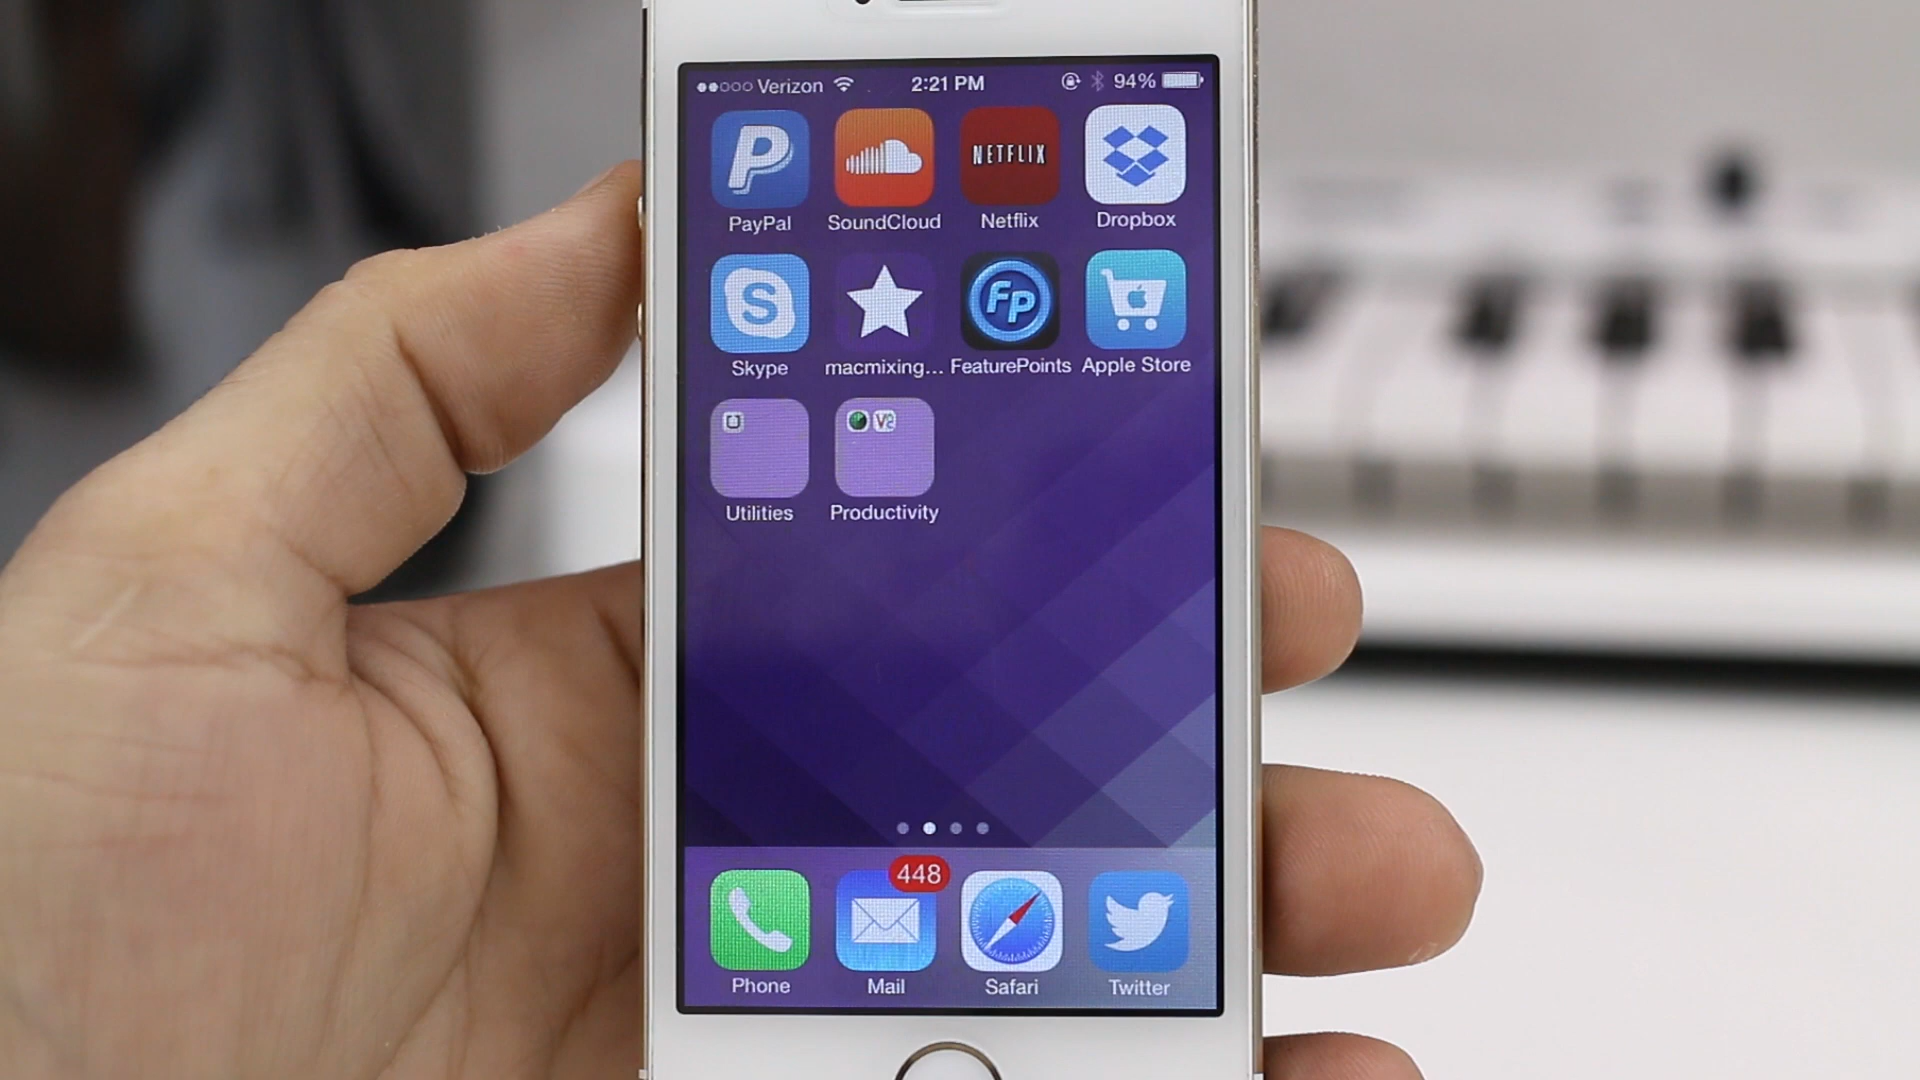 Verizon 2:21 PM 94%
NETFLIX
PayPal SoundCloud Netflix Dropbox
S Fp
Skype macmixing... FeaturePoints Apple Store
V2
Utilities Productivity
448
Phone Mail Safari Twitter